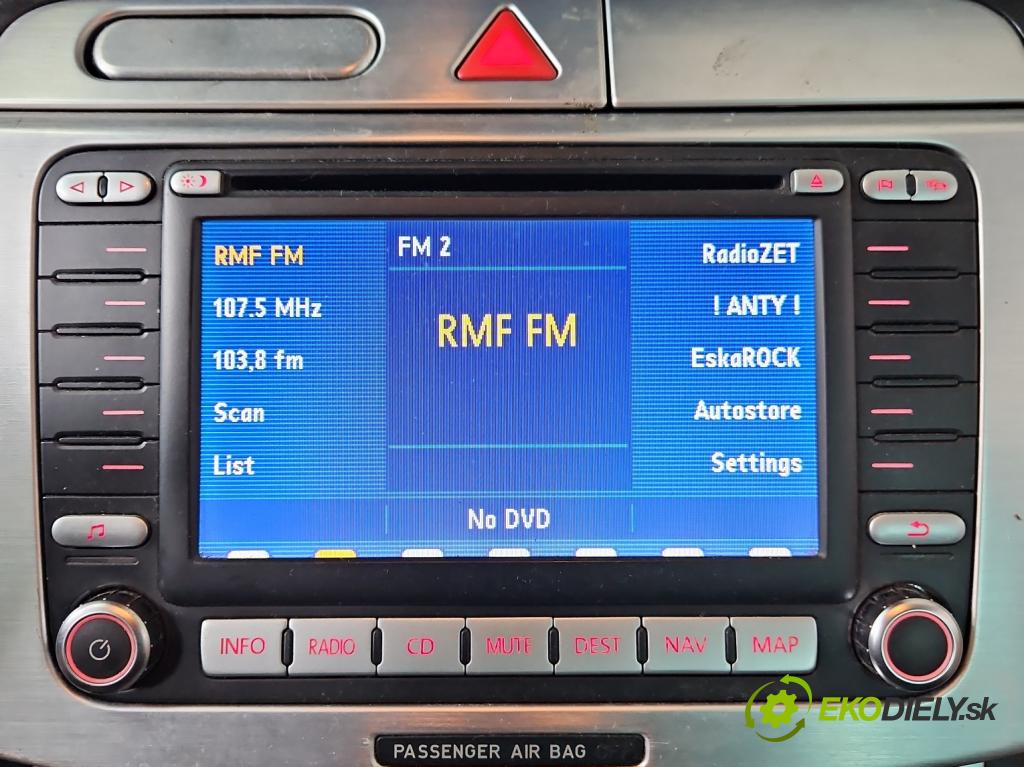 RMF FM
FM 2
RadioZET
107.5 MHz
! ANTY !
RMF FM
103,8 fm
EskaROCK
Scan
Autostore
List
Settings
No DVD
INFO
RADIO
CD
MUTE
DEST
NAV
MAP
EKODIELY.sk
PASSENGER AIR BAG